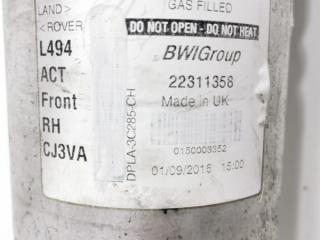 LAND>
<ROVER
GAS FILLED
DO NOT OPEN - DO NOT HEAT
L494
ACT
Front
RH
CJ3VA
BWIGroup
22311358
Made in UK
DPLA-3C285-CH
0150008352
01/09/2016 15:00